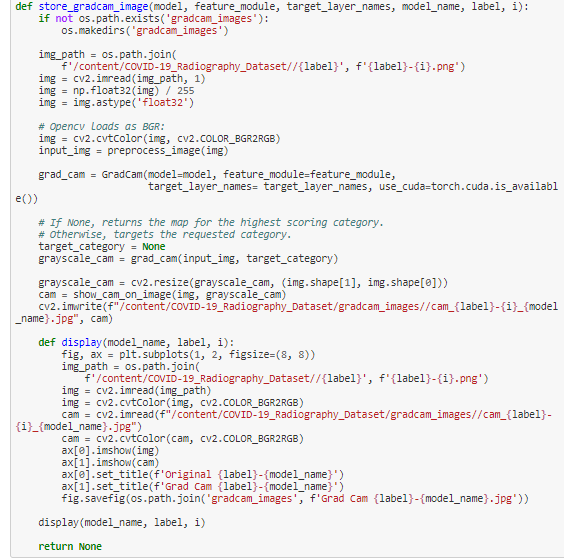 def store_gradcam_image(model, feature_module, target_layer_names, model_name, label, i):
    if not os.path.exists('gradcam_images'):
        os.makedirs('gradcam_images')

    img_path = os.path.join(
        f'/content/COVID-19_Radiography_Dataset//{label}', f'{label}-{i}.png')
    img = cv2.imread(img_path, 1)
    img = np.float32(img) / 255
    img = img.astype('float32')

    # Opencv loads as BGR:
    img = cv2.cvtColor(img, cv2.COLOR_BGR2RGB)
    input_img = preprocess_image(img)

    grad_cam = GradCam(model=model, feature_module=feature_module,
                       target_layer_names= target_layer_names, use_cuda=torch.cuda.is_availabl
e())

    # If None, returns the map for the highest scoring category.
    # Otherwise, targets the requested category.
    target_category = None
    grayscale_cam = grad_cam(input_img, target_category)

    grayscale_cam = cv2.resize(grayscale_cam, (img.shape[1], img.shape[0]))
    cam = show_cam_on_image(img, grayscale_cam)
    cv2.imwrite(f"/content/COVID-19_Radiography_Dataset/gradcam_images//cam_{label}-{i}_{model
_name}.jpg", cam)

    def display(model_name, label, i):
        fig, ax = plt.subplots(1, 2, figsize=(8, 8))
        img_path = os.path.join(
            f'/content/COVID-19_Radiography_Dataset//{label}', f'{label}-{i}.png')
        img = cv2.imread(img_path)
        img = cv2.cvtColor(img, cv2.COLOR_BGR2RGB)
        cam = cv2.imread(f"/content/COVID-19_Radiography_Dataset/gradcam_images//cam_{label}-
{i}_{model_name}.jpg")
        cam = cv2.cvtColor(cam, cv2.COLOR_BGR2RGB)
        ax[0].imshow(img)
        ax[1].imshow(cam)
        ax[0].set_title(f'Original {label}-{model_name}')
        ax[1].set_title(f'Grad Cam {label}-{model_name}')
        fig.savefig(os.path.join('gradcam_images', f'Grad Cam {label}-{model_name}.jpg'))

    display(model_name, label, i)

    return None